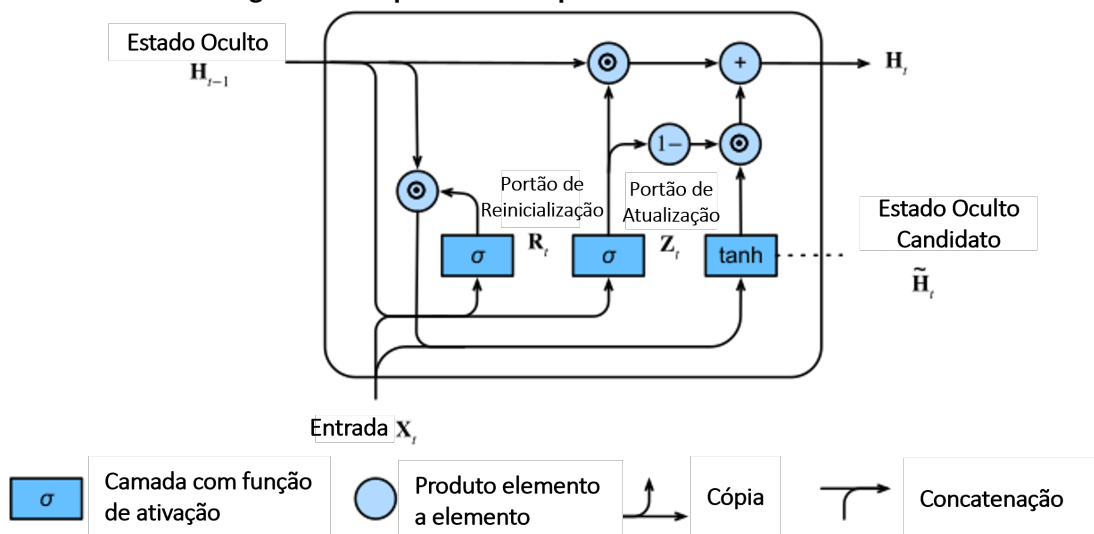 Estado Oculto
H_{t-1}
⊙
+
H_t
1−
⊙
⊙
Portão de
Reinicialização
R_t
Portão de
Atualização
Z_t
Estado Oculto
Candidato
H̃_t
σ
σ
tanh
Entrada X_t
σ
Camada com função
de ativação
Produto elemento
a elemento
Cópia
Concatenação